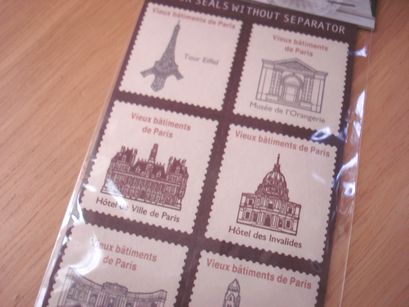 SEALS WITHOUT SEPARATOR
Vieux bâtiments de Paris
Tour Eiffel
Vieux bâtiments
de Paris
Musée de l'Orangerie
Vieux bâtiments
de Paris
Hôtel de Ville de Paris
Vieux bâtiments de Paris
Hôtel des Invalides
Vieux bâtiments
de Paris
Vieux bâtiments de Paris